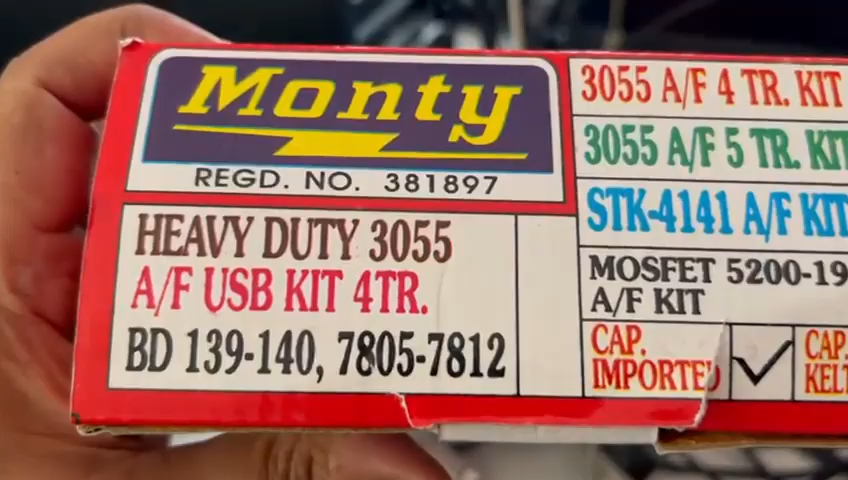 Monty
REGD. NO. 381897
HEAVY DUTY 3055
A/F USB KIT 4TR.
BD 139-140, 7805-7812
3055 A/F 4 TR. KIT
3055 A/F 5 TR. KIT
STK-4141 A/F KIT
MOSFET 5200-19
A/F KIT
CAP.
IMPORTED
CAP.
KELT